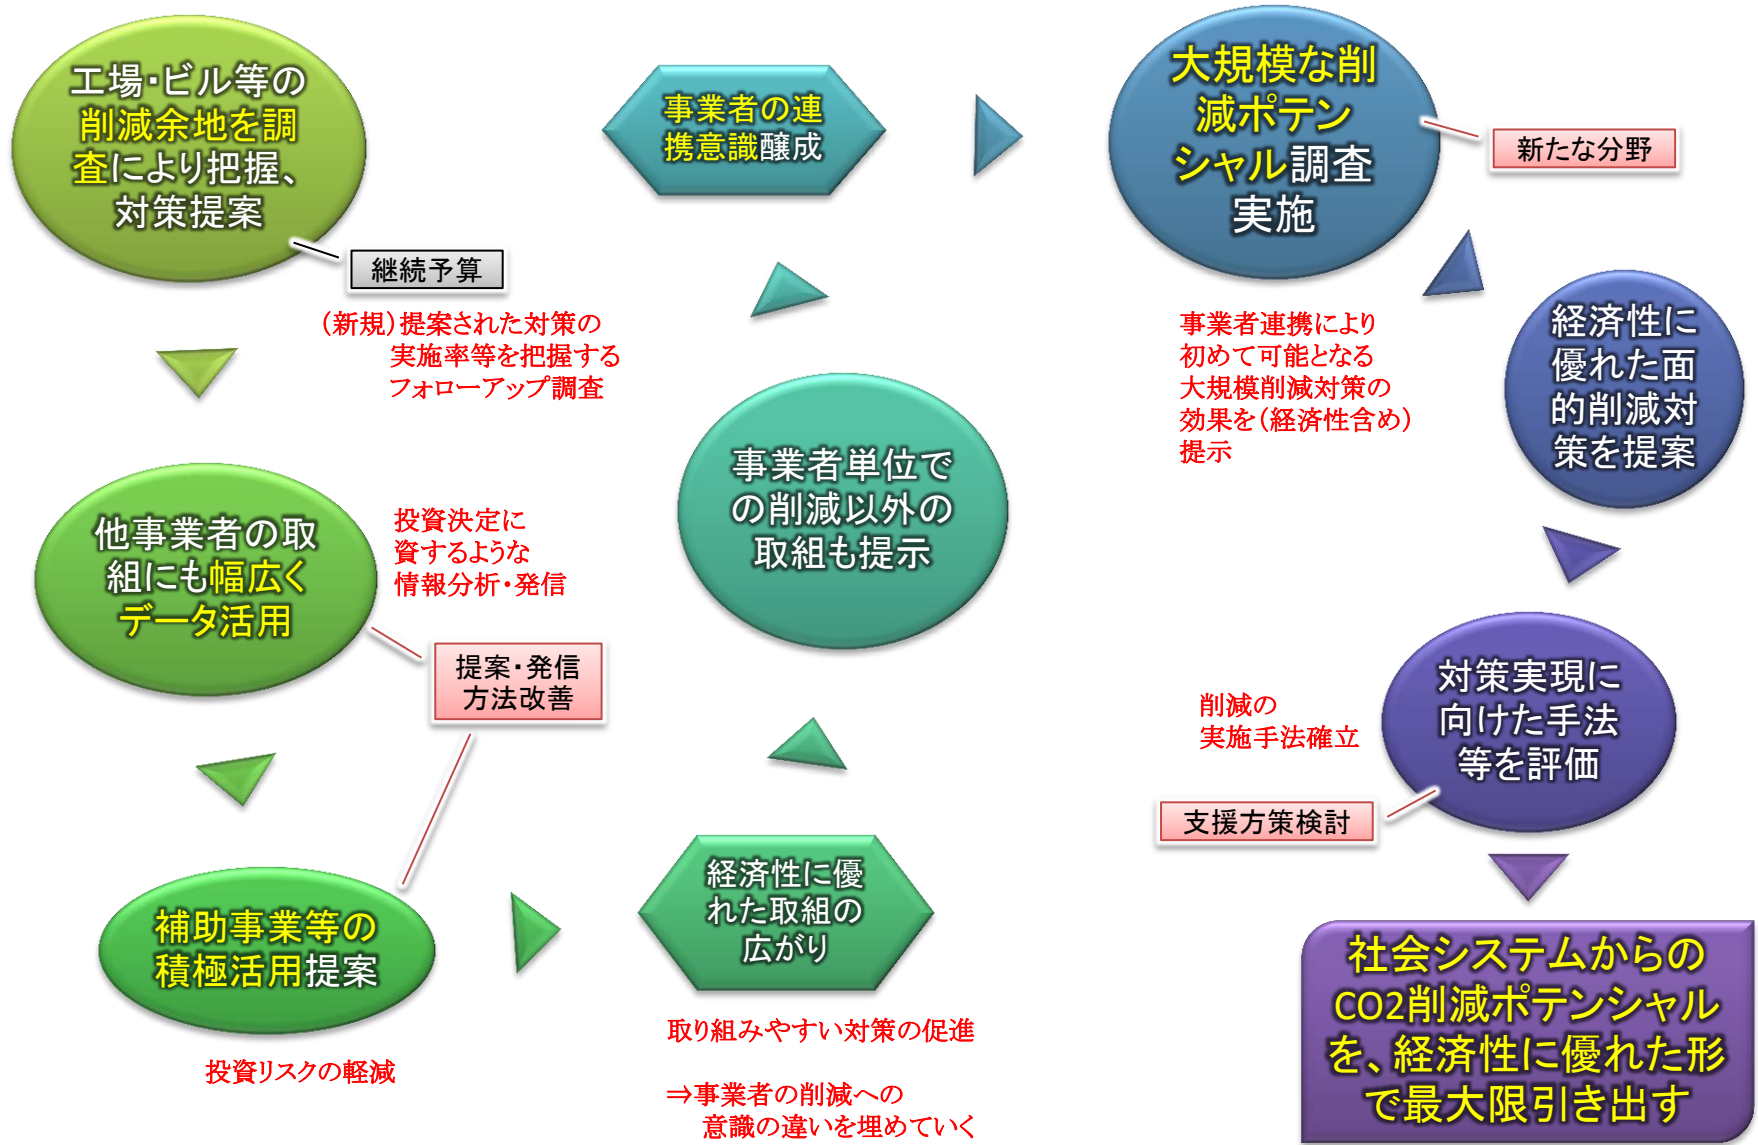 工場・ビル等の
削減余地を調
査により把握、
対策提案
継続予算
（新規）提案された対策の
実施率等を把握する
フォローアップ調査
他事業者の取
組にも幅広く
データ活用
投資決定に
資するような
情報分析・発信
提案・発信
方法改善
補助事業等の
積極活用提案
投資リスクの軽減
経済性に優
れた取組の
広がり
取り組みやすい対策の促進
⇒事業者の削減への
意識の違いを埋めていく
事業者単位で
の削減以外の
取組も提示
事業者の連
携意識醸成
大規模な削
減ポテン
シャル調査
実施
新たな分野
事業者連携により
初めて可能となる
大規模削減対策の
効果を（経済性含め）
提示
経済性に
優れた面
的削減対
策を提案
対策実現に
向けた手法
等を評価
削減の
実施手法確立
支援方策検討
社会システムからの
CO2削減ポテンシャル
を、経済性に優れた形
で最大限引き出す